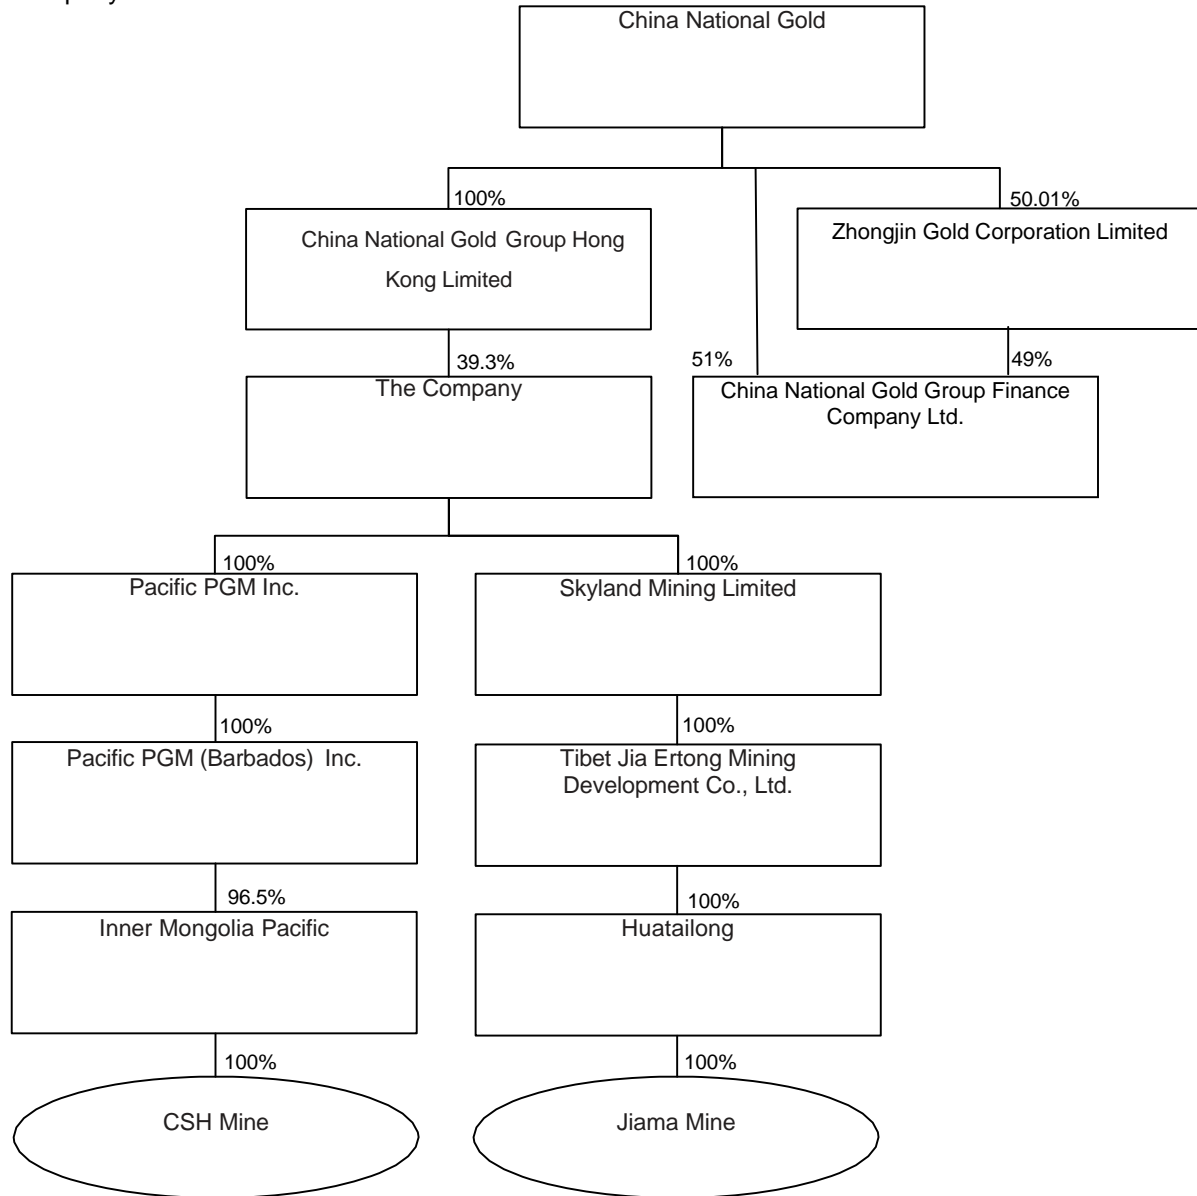 China National Gold
100%
50.01%
China National Gold Group Hong
Kong Limited
Zhongjin Gold Corporation Limited
39.3%
51%
49%
The Company
China National Gold Group Finance
Company Ltd.
100%
100%
Pacific PGM Inc.
Skyland Mining Limited
100%
100%
Pacific PGM (Barbados) Inc.
Tibet Jia Ertong Mining
Development Co., Ltd.
96.5%
100%
Inner Mongolia Pacific
Huatailong
100%
100%
CSH Mine
Jiama Mine